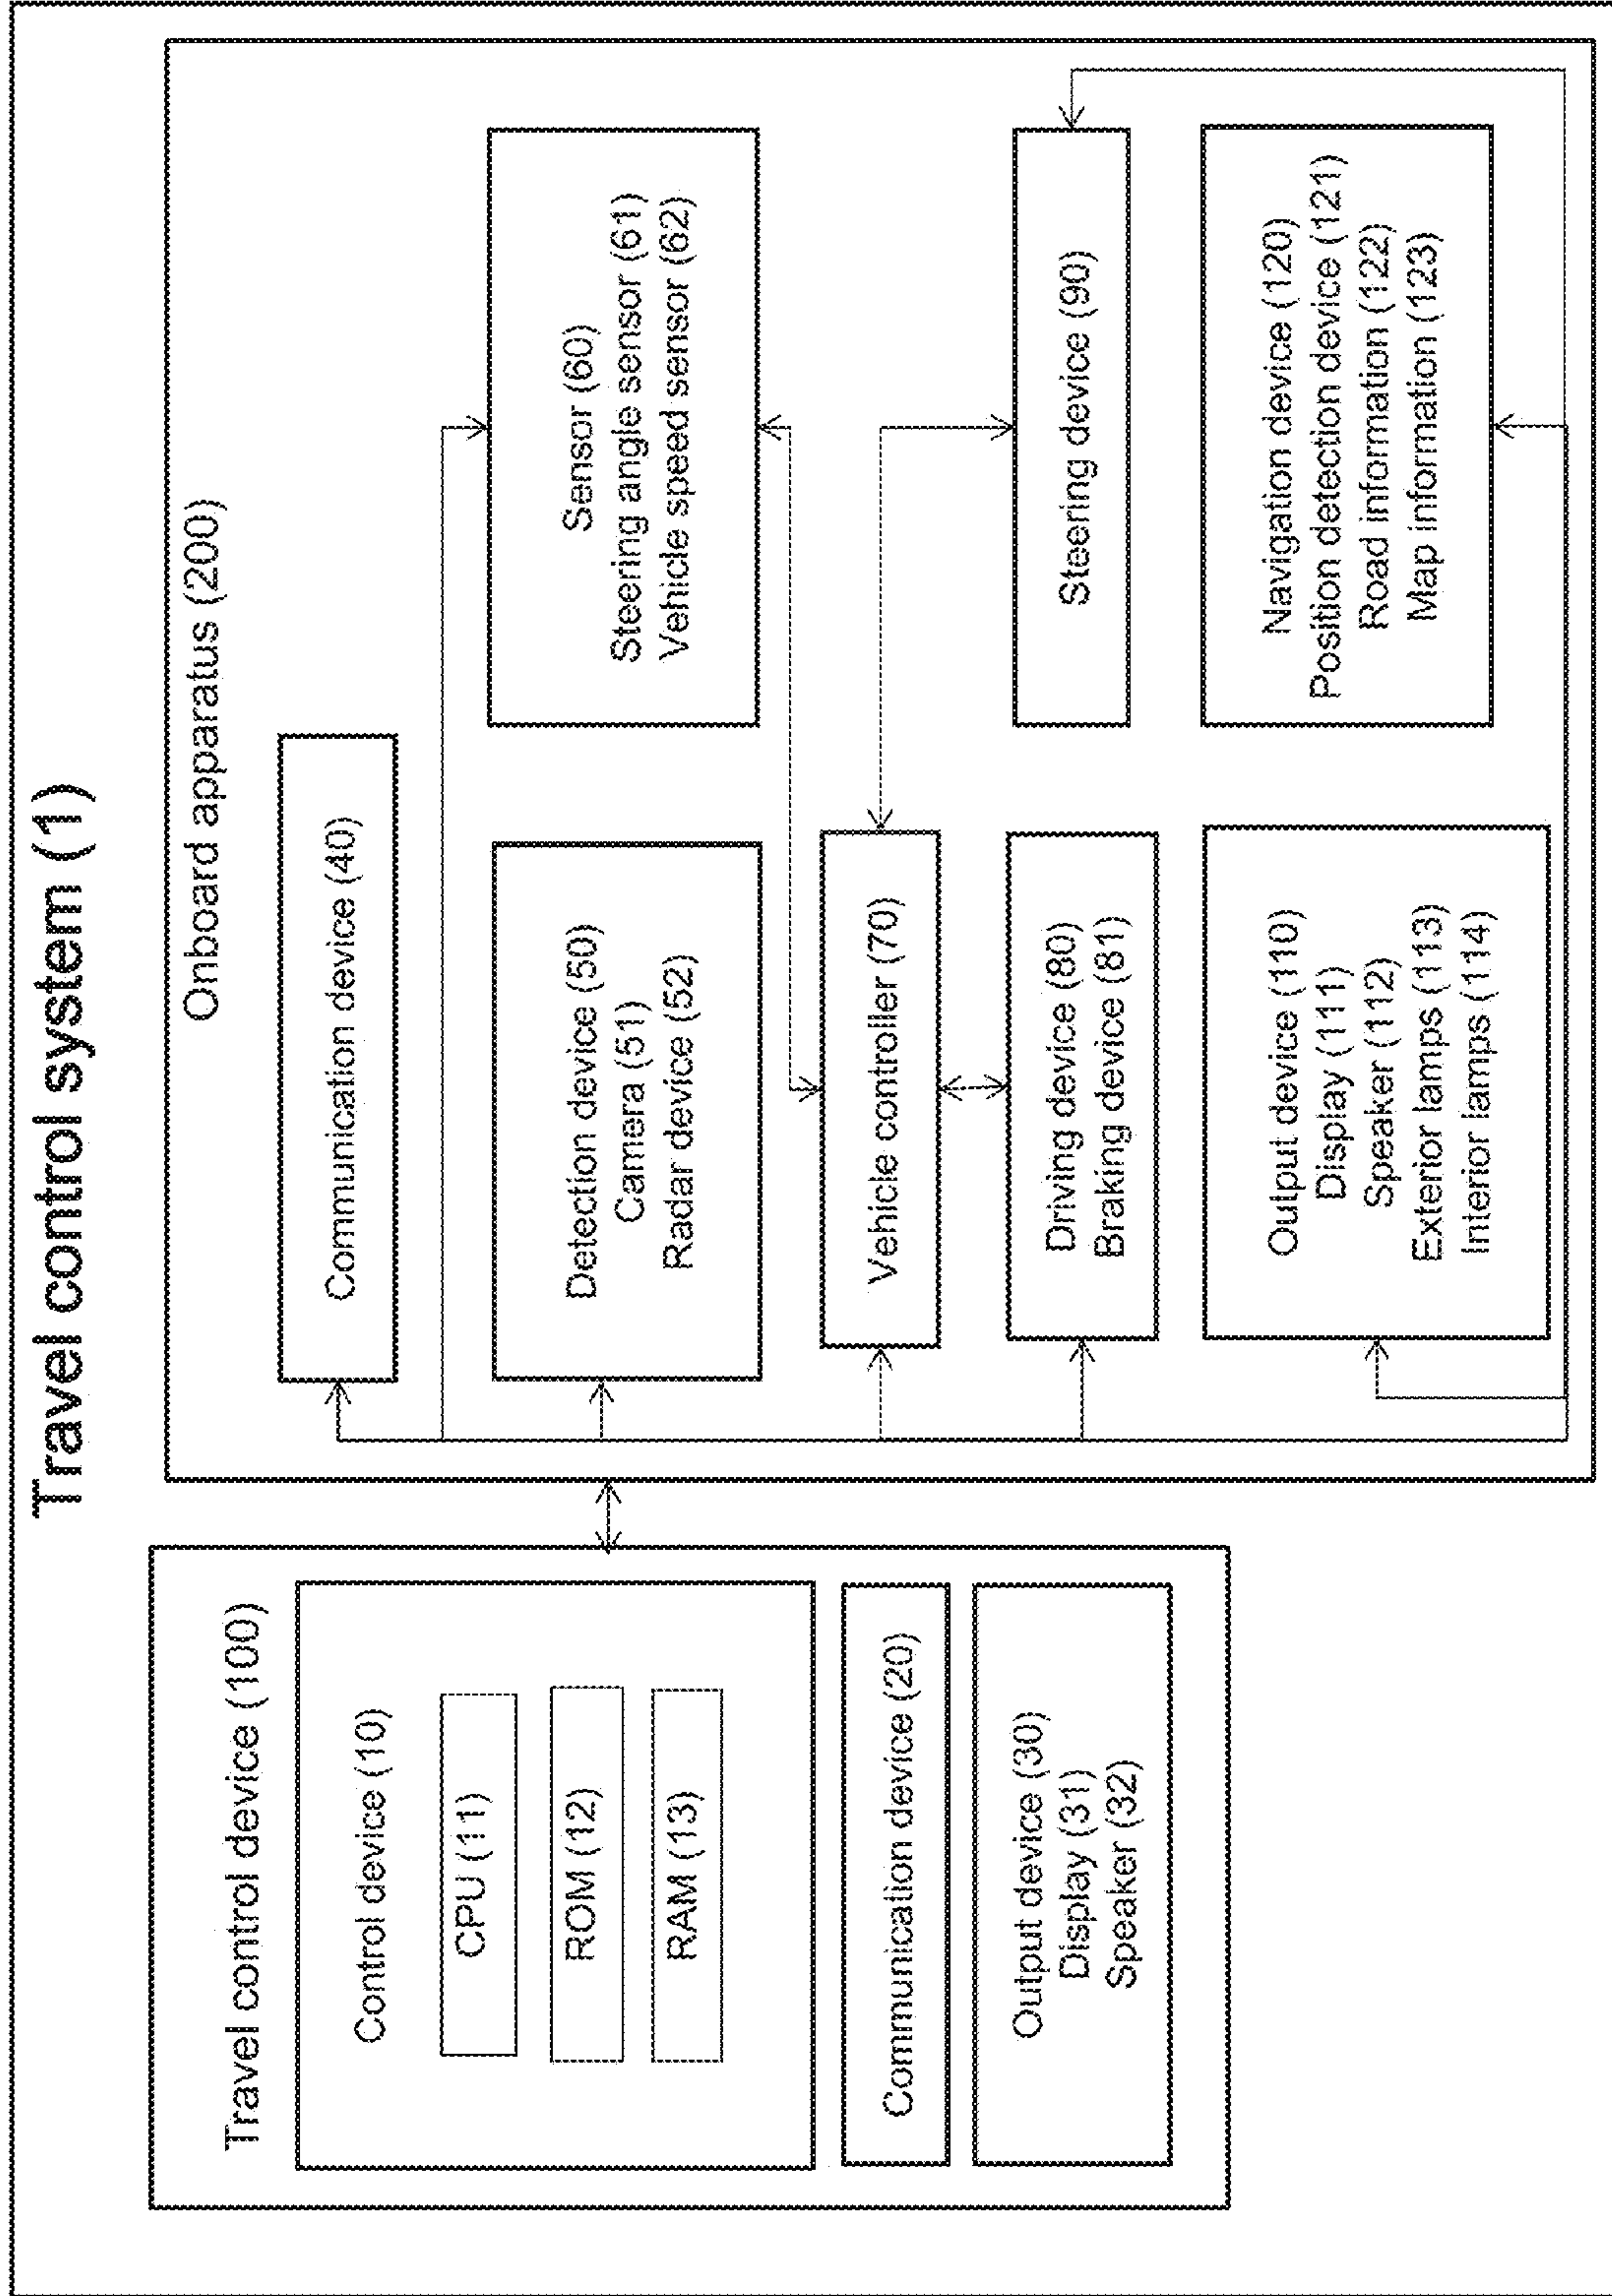 Travel control system (1)
Travel control device (100)
Control device (10)
CPU (11)
ROM (12)
RAM (13)
Communication device (20)
Output device (30)
Display (31)
Speaker (32)
Onboard apparatus (200)
Communication device (40)
Detection device (50)
Camera (51)
Radar device (52)
Sensor (60)
Steering angle sensor (61)
Vehicle speed sensor (62)
Vehicle controller (70)
Driving device (80)
Braking device (81)
Steering device (90)
Output device (110)
Display (111)
Speaker (112)
Exterior lamps (113)
Interior lamps (114)
Navigation device (120)
Position detection device (121)
Road information (122)
Map information (123)